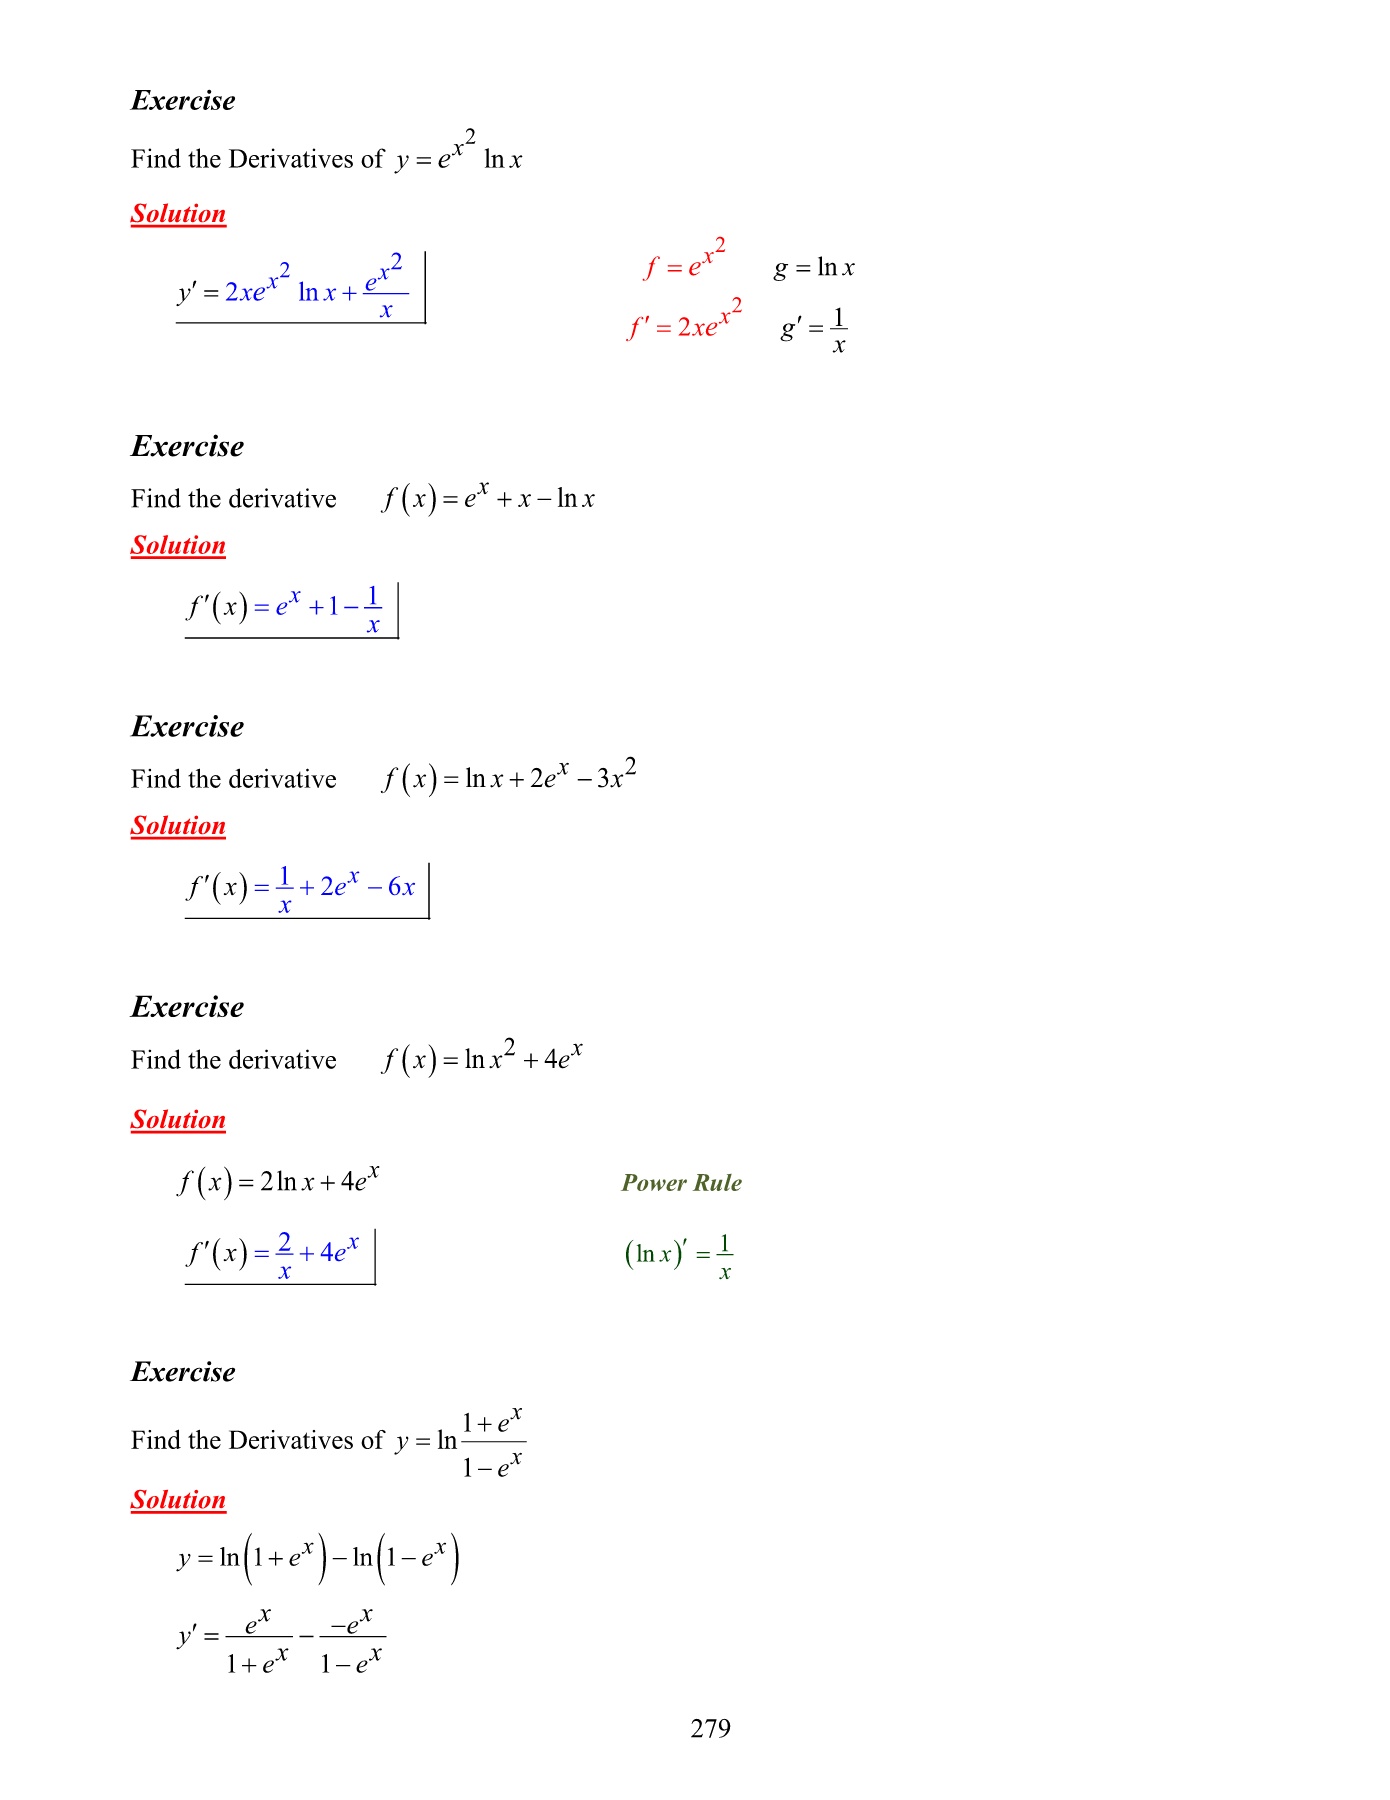 Exercise
Find the Derivatives of y = e^{x^2} ln x
Solution
y′ = 2xe^{x^2} ln x + \frac{e^{x^2}}{x}
f = e^{x^2} g = ln x
f′ = 2xe^{x^2} g′ = \frac{1}{x}
Exercise
Find the derivative f(x) = e^x + x − ln x
Solution
f′(x) = e^x + 1 − \frac{1}{x}
Exercise
Find the derivative f(x) = ln x + 2e^x − 3x^2
Solution
f′(x) = \frac{1}{x} + 2e^x − 6x
Exercise
Find the derivative f(x) = ln x^2 + 4e^x
Solution
f(x) = 2 ln x + 4e^x Power Rule
f′(x) = \frac{2}{x} + 4e^x (ln x)′ = \frac{1}{x}
Exercise
Find the Derivatives of y = ln \frac{1 + e^x}{1 − e^x}
Solution
y = ln(1 + e^x) − ln(1 − e^x)
y′ = \frac{e^x}{1 + e^x} − \frac{−e^x}{1 − e^x}
279